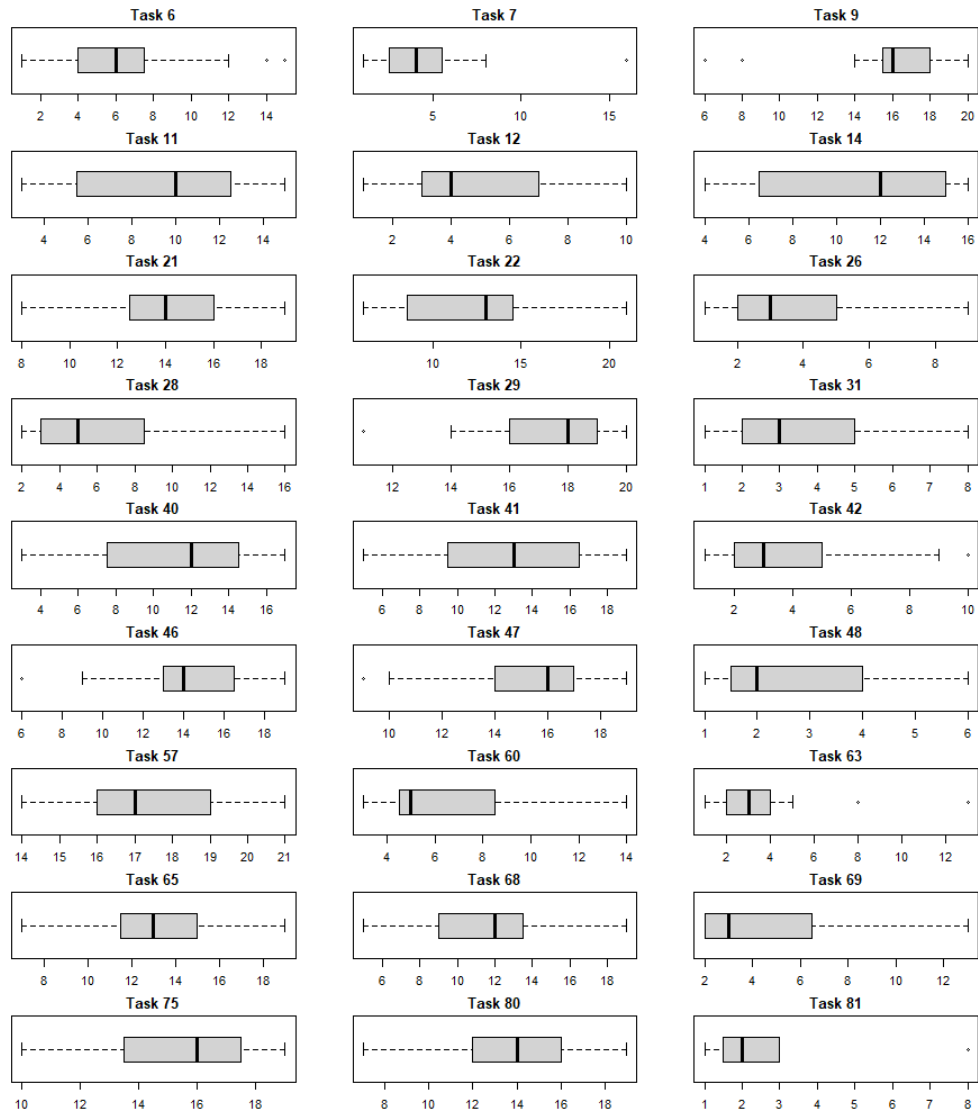 Task 6 Task 7 Task 9
2 4 6 8 10 12 14 5 10 15 6 8 10 12 14 16 18 20
Task 11 Task 12 Task 14
4 6 8 10 12 14 2 4 6 8 10 4 6 8 10 12 14 16
Task 21 Task 22 Task 26
8 10 12 14 16 18 10 15 20 2 4 6 8
Task 28 Task 29 Task 31
2 4 6 8 10 12 14 16 12 14 16 18 20 1 2 3 4 5 6 7 8
Task 40 Task 41 Task 42
4 6 8 10 12 14 16 6 8 10 12 14 16 18 2 4 6 8 10
Task 46 Task 47 Task 48
6 8 10 12 14 16 18 10 12 14 16 18 1 2 3 4 5 6
Task 57 Task 60 Task 63
14 15 16 17 18 19 20 21 4 6 8 10 12 14 2 4 6 8 10 12
Task 65 Task 68 Task 69
8 10 12 14 16 18 6 8 10 12 14 16 18 2 4 6 8 10 12
Task 75 Task 80 Task 81
10 12 14 16 18 8 10 12 14 16 18 1 2 3 4 5 6 7 8